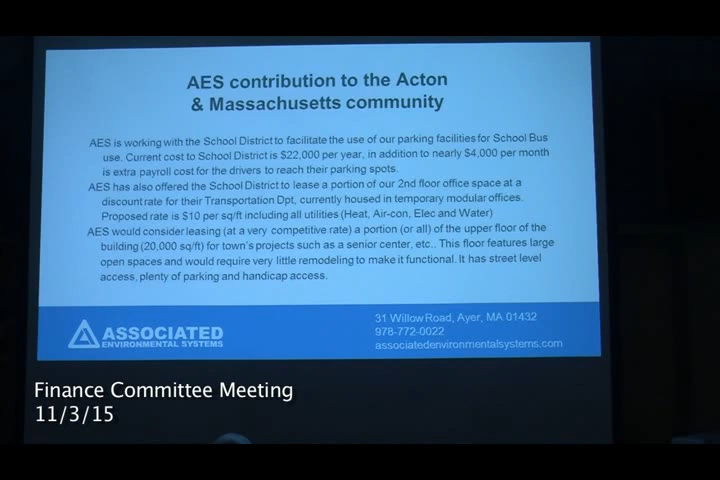 AES contribution to the Acton
& Massachusetts community
AES is working with the School District to facilitate the use of our parking facilities for School Bus
use. Current cost to School District is $22,000 per year, in addition to nearly $4,000 per month
is extra payroll cost for the drivers to reach their parking spots.
AES has also offered the School District to lease a portion of our 2nd floor office space at a
discount rate for their Transportation Dpt, currently housed in temporary modular offices.
Proposed rate is $10 per sq/ft including all utilities (Heat, Air-con, Elec and Water)
AES would consider leasing (at a very competitive rate) a portion (or all) of the upper floor of the
building (20,000 sq/ft) for town's projects such as a senior center, etc.. This floor features large
open spaces and would require very little remodeling to make it functional. It has street level
access, plenty of parking and handicap access.
ASSOCIATED
ENVIRONMENTAL SYSTEMS
31 Willow Road, Ayer, MA 01432
978-772-0022
associatedenvironmentalsystems.com
Finance Committee Meeting
11/3/15